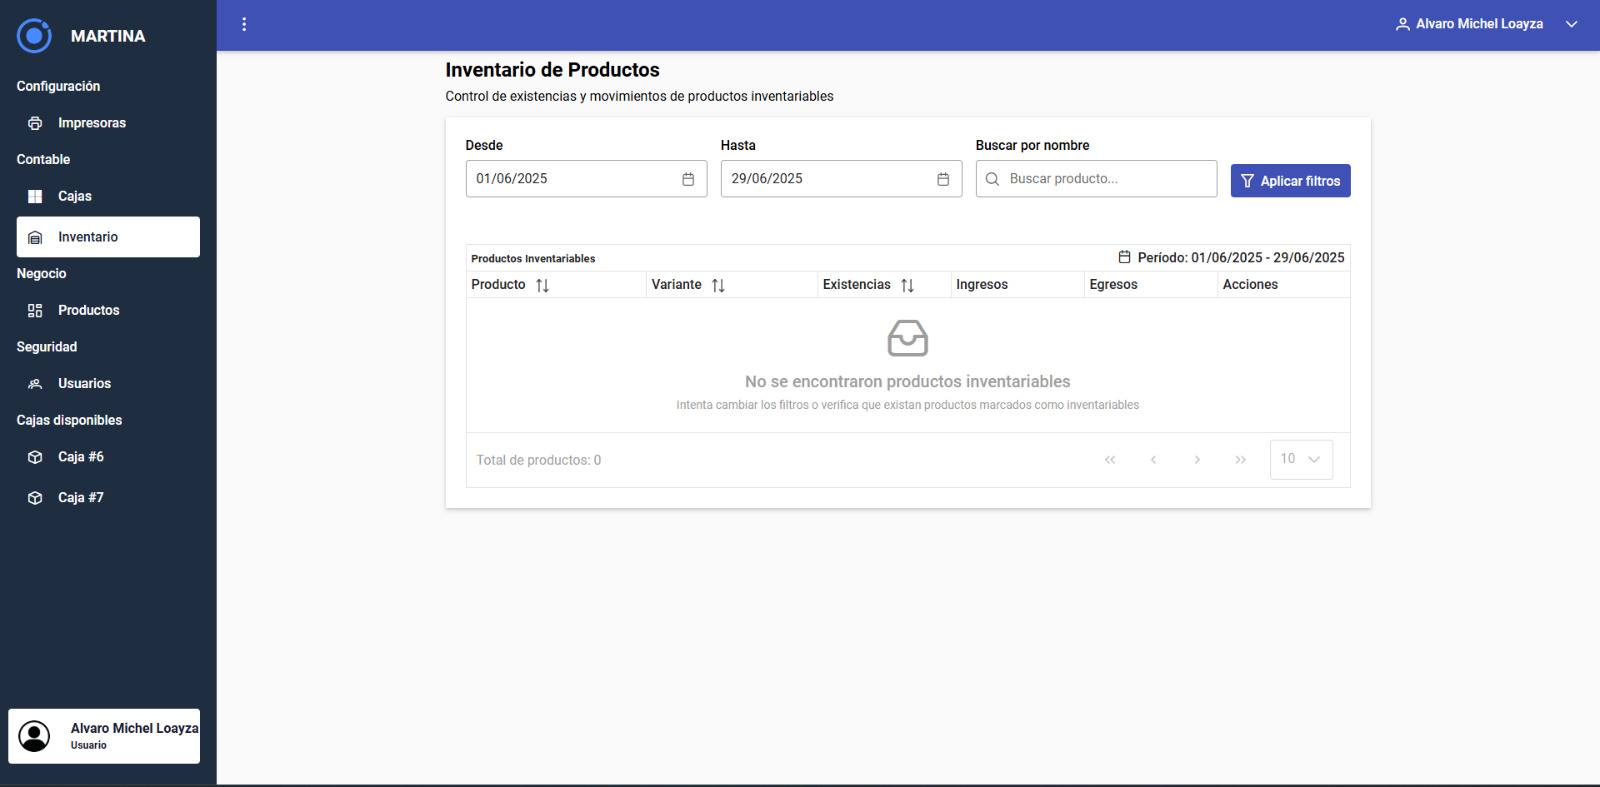 MARTINA
Configuración
Impresoras
Contable
Cajas
Inventario
Negocio
Productos
Seguridad
Usuarios
Cajas disponibles
Caja #6
Caja #7
Alvaro Michel Loayza
Usuario
Alvaro Michel Loayza
Inventario de Productos
Control de existencias y movimientos de productos inventariables
Desde Hasta Buscar por nombre
01/06/2025 29/06/2025 Buscar producto... Aplicar filtros
Productos Inventariables Período: 01/06/2025 - 29/06/2025
Producto Variante Existencias Ingresos Egresos Acciones
No se encontraron productos inventariables
Intenta cambiar los filtros o verifica que existan productos marcados como inventariables
Total de productos: 0 10